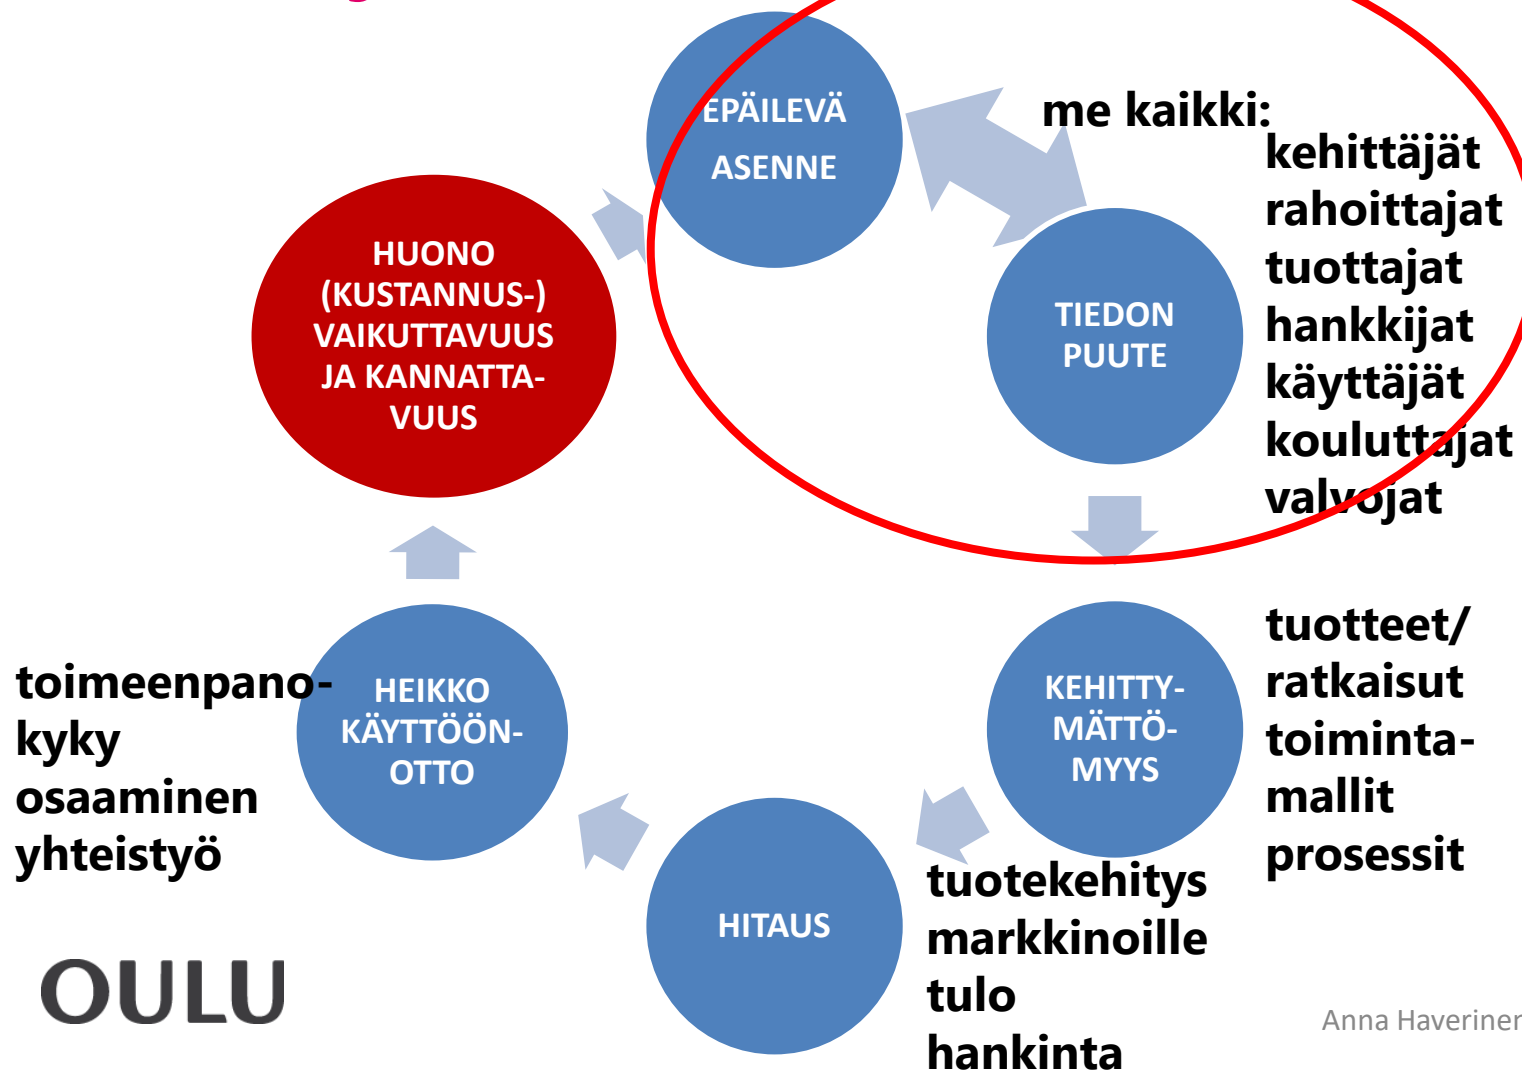 EPÄILEVÄ
ASENNE
me kaikki:
kehittäjät
rahoittajat
tuottajat
hankkijat
käyttäjät
kouluttajat
valvojat
TIEDON
PUUTE
HUONO
(KUSTANNUS-)
VAIKUTTAVUUS
JA KANNATTA-
VUUS
KEHITTY-
MÄTTÖ-
MYYS
tuotteet/
ratkaisut
toiminta-
mallit
prosessit
HITAUS
tuotekehitys
markkinoille
tulo
hankinta
HEIKKO
KÄYTTÖÖN-
OTTO
toimeenpano-
kyky
osaaminen
yhteistyö
OULU
Anna Haverinen